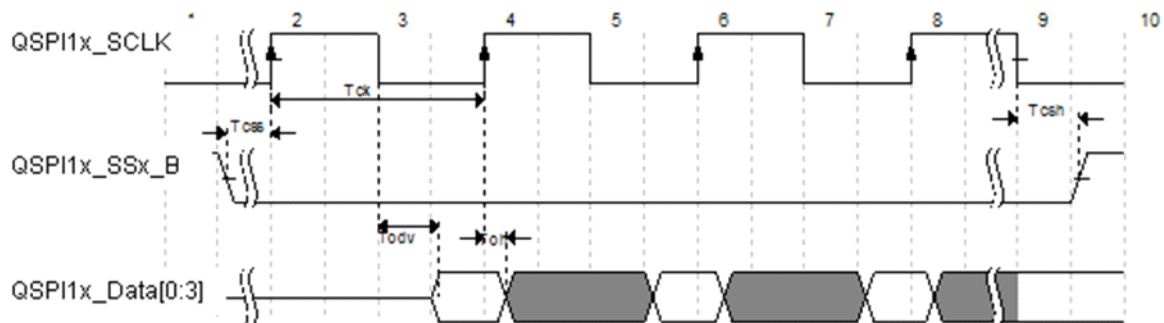 * 2 3 4 5 6 7 8 9 10
QSPI1x_SCLK
Tck
Tcss
Tcsh
QSPI1x_SSx_B
Todv
Toh
QSPI1x_Data[0:3]